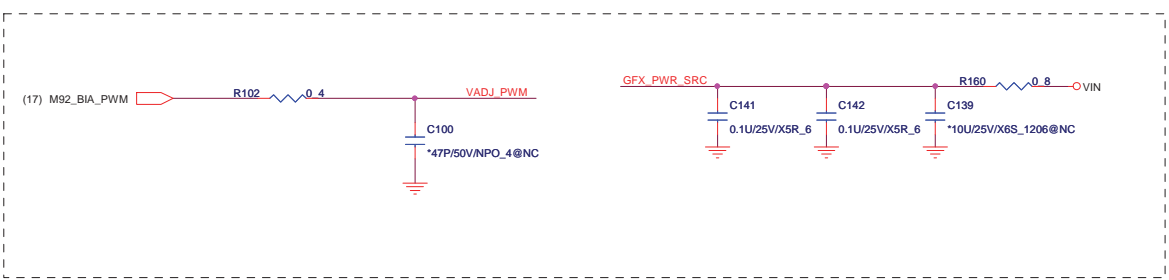 (17) M92_BIA_PWM
R102
0_4
VADJ_PWM
C100
*47P/50V/NPO_4@NC
GFX_PWR_SRC
R160
0_8
VIN
C141
0.1U/25V/X5R_6
C142
0.1U/25V/X5R_6
C139
*10U/25V/X6S_1206@NC